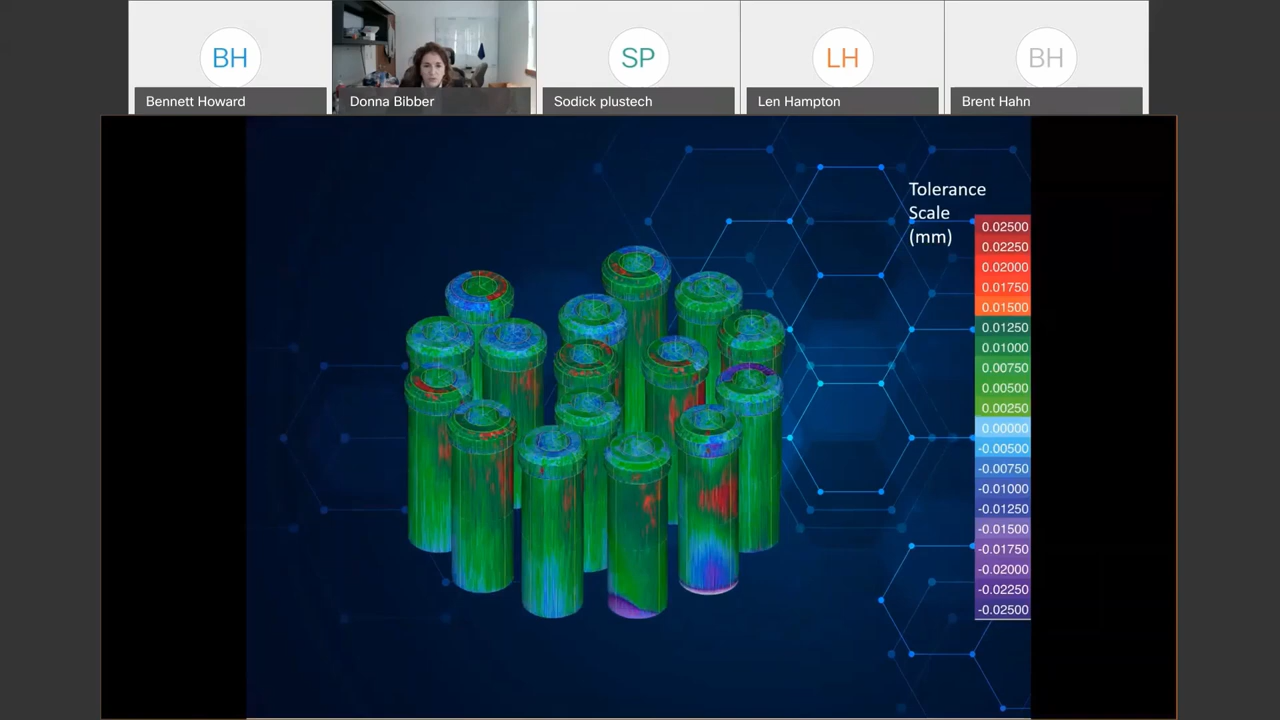 BH
SP
LH
BH
Bennett Howard
Donna Bibber
Sodick plustech
Len Hampton
Brent Hahn
Tolerance
Scale
(mm)
0.02500
0.02250
0.02000
0.01750
0.01500
0.01250
0.01000
0.00750
0.00500
0.00250
0.00000
-0.00500
-0.00750
-0.01000
-0.01250
-0.01500
-0.01750
-0.02000
-0.02250
-0.02500